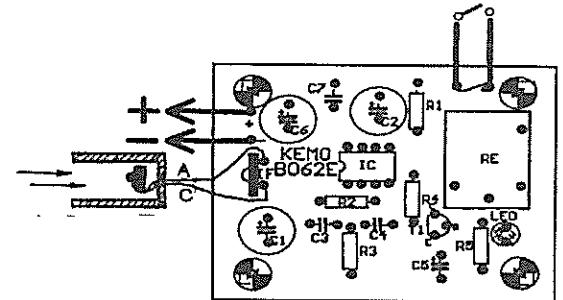 +
C7
C6
+
C2
R1
−
KEMO
B062E
IC
RE
A
C
R2
R4
LED
C1
C3
C4
T1
R3
R5
C5